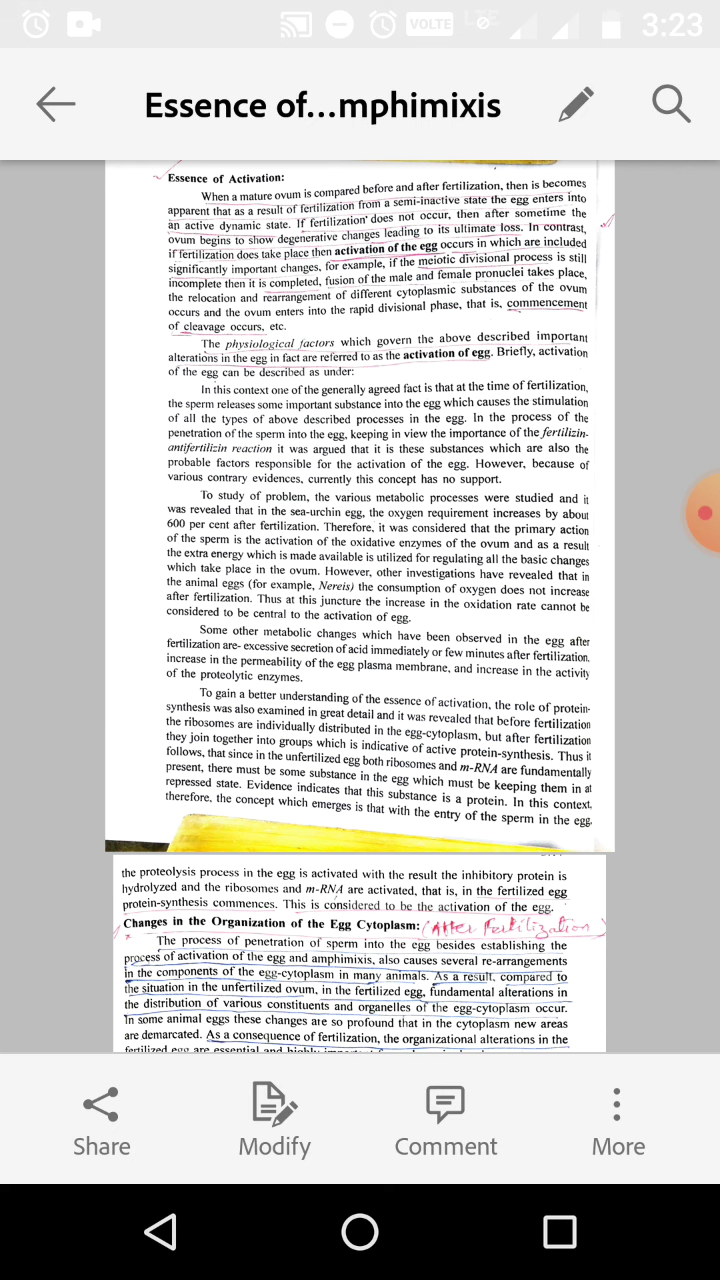 VOLTE LTE 3:23
Essence of...mphimixis
Essence of Activation:
When a mature ovum is compared before and after fertilization, then is becomes
apparent that as a result of fertilization from a semi-inactive state the egg enters into
an active dynamic state. If fertilization does not occur, then after sometime the
ovum begins to show degenerative changes leading to its ultimate loss. In contrast,
if fertilization does take place then activation of the egg occurs in which are included
significantly important changes, for example, if the meiotic divisional process is still
incomplete then it is completed, fusion of the male and female pronuclei takes place,
the relocation and rearrangement of different cytoplasmic substances of the ovum
occurs and the ovum enters into the rapid divisional phase, that is, commencement
of cleavage occurs, etc.
The physiological factors which govern the above described important
alterations in the egg in fact are referred to as the activation of egg. Briefly, activation
of the egg can be described as under:
In this context one of the generally agreed fact is that at the time of fertilization,
the sperm releases some important substance into the egg which causes the stimulation
of all the types of above described processes in the egg. In the process of the
penetration of the sperm into the egg, keeping in view the importance of the fertilizin-
antifertilizin reaction it was argued that it is these substances which are also the
probable factors responsible for the activation of the egg. However, because of
various contrary evidences, currently this concept has no support.
To study of problem, the various metabolic processes were studied and it
was revealed that in the sea-urchin egg, the oxygen requirement increases by about
600 per cent after fertilization. Therefore, it was considered that the primary action
of the sperm is the activation of the oxidative enzymes of the ovum and as a result
the extra energy which is made available is utilized for regulating all the basic changes
which take place in the ovum. However, other investigations have revealed that in
the animal eggs (for example, Nereis) the consumption of oxygen does not increase
after fertilization. Thus at this juncture the increase in the oxidation rate cannot be
considered to be central to the activation of egg.
Some other metabolic changes which have been observed in the egg after
fertilization are- excessive secretion of acid immediately or few minutes after fertilization,
increase in the permeability of the egg plasma membrane, and increase in the activity
of the proteolytic enzymes.
To gain a better understanding of the essence of activation, the role of protein-
synthesis was also examined in great detail and it was revealed that before fertilization
the ribosomes are individually distributed in the egg-cytoplasm, but after fertilization
they join together into groups which is indicative of active protein-synthesis. Thus it
follows, that since in the unfertilized egg both ribosomes and m-RNA are fundamentally
present, there must be some substance in the egg which must be keeping them in at
repressed state. Evidence indicates that this substance is a protein. In this context,
therefore, the concept which emerges is that with the entry of the sperm in the egg,
the proteolysis process in the egg is activated with the result the inhibitory protein is
hydrolyzed and the ribosomes and m-RNA are activated, that is, in the fertilized egg
protein-synthesis commences. This is considered to be the activation of the egg.
Changes in the Organization of the Egg Cytoplasm: (After Fertilization)
The process of penetration of sperm into the egg besides establishing the
process of activation of the egg and amphimixis, also causes several re-arrangements
in the components of the egg-cytoplasm in many animals. As a result, compared to
the situation in the unfertilized ovum, in the fertilized egg, fundamental alterations in
the distribution of various constituents and organelles of the egg-cytoplasm occur.
In some animal eggs these changes are so profound that in the cytoplasm new areas
are demarcated. As a consequence of fertilization, the organizational alterations in the
fertilized egg are essential and highly
Share Modify Comment More